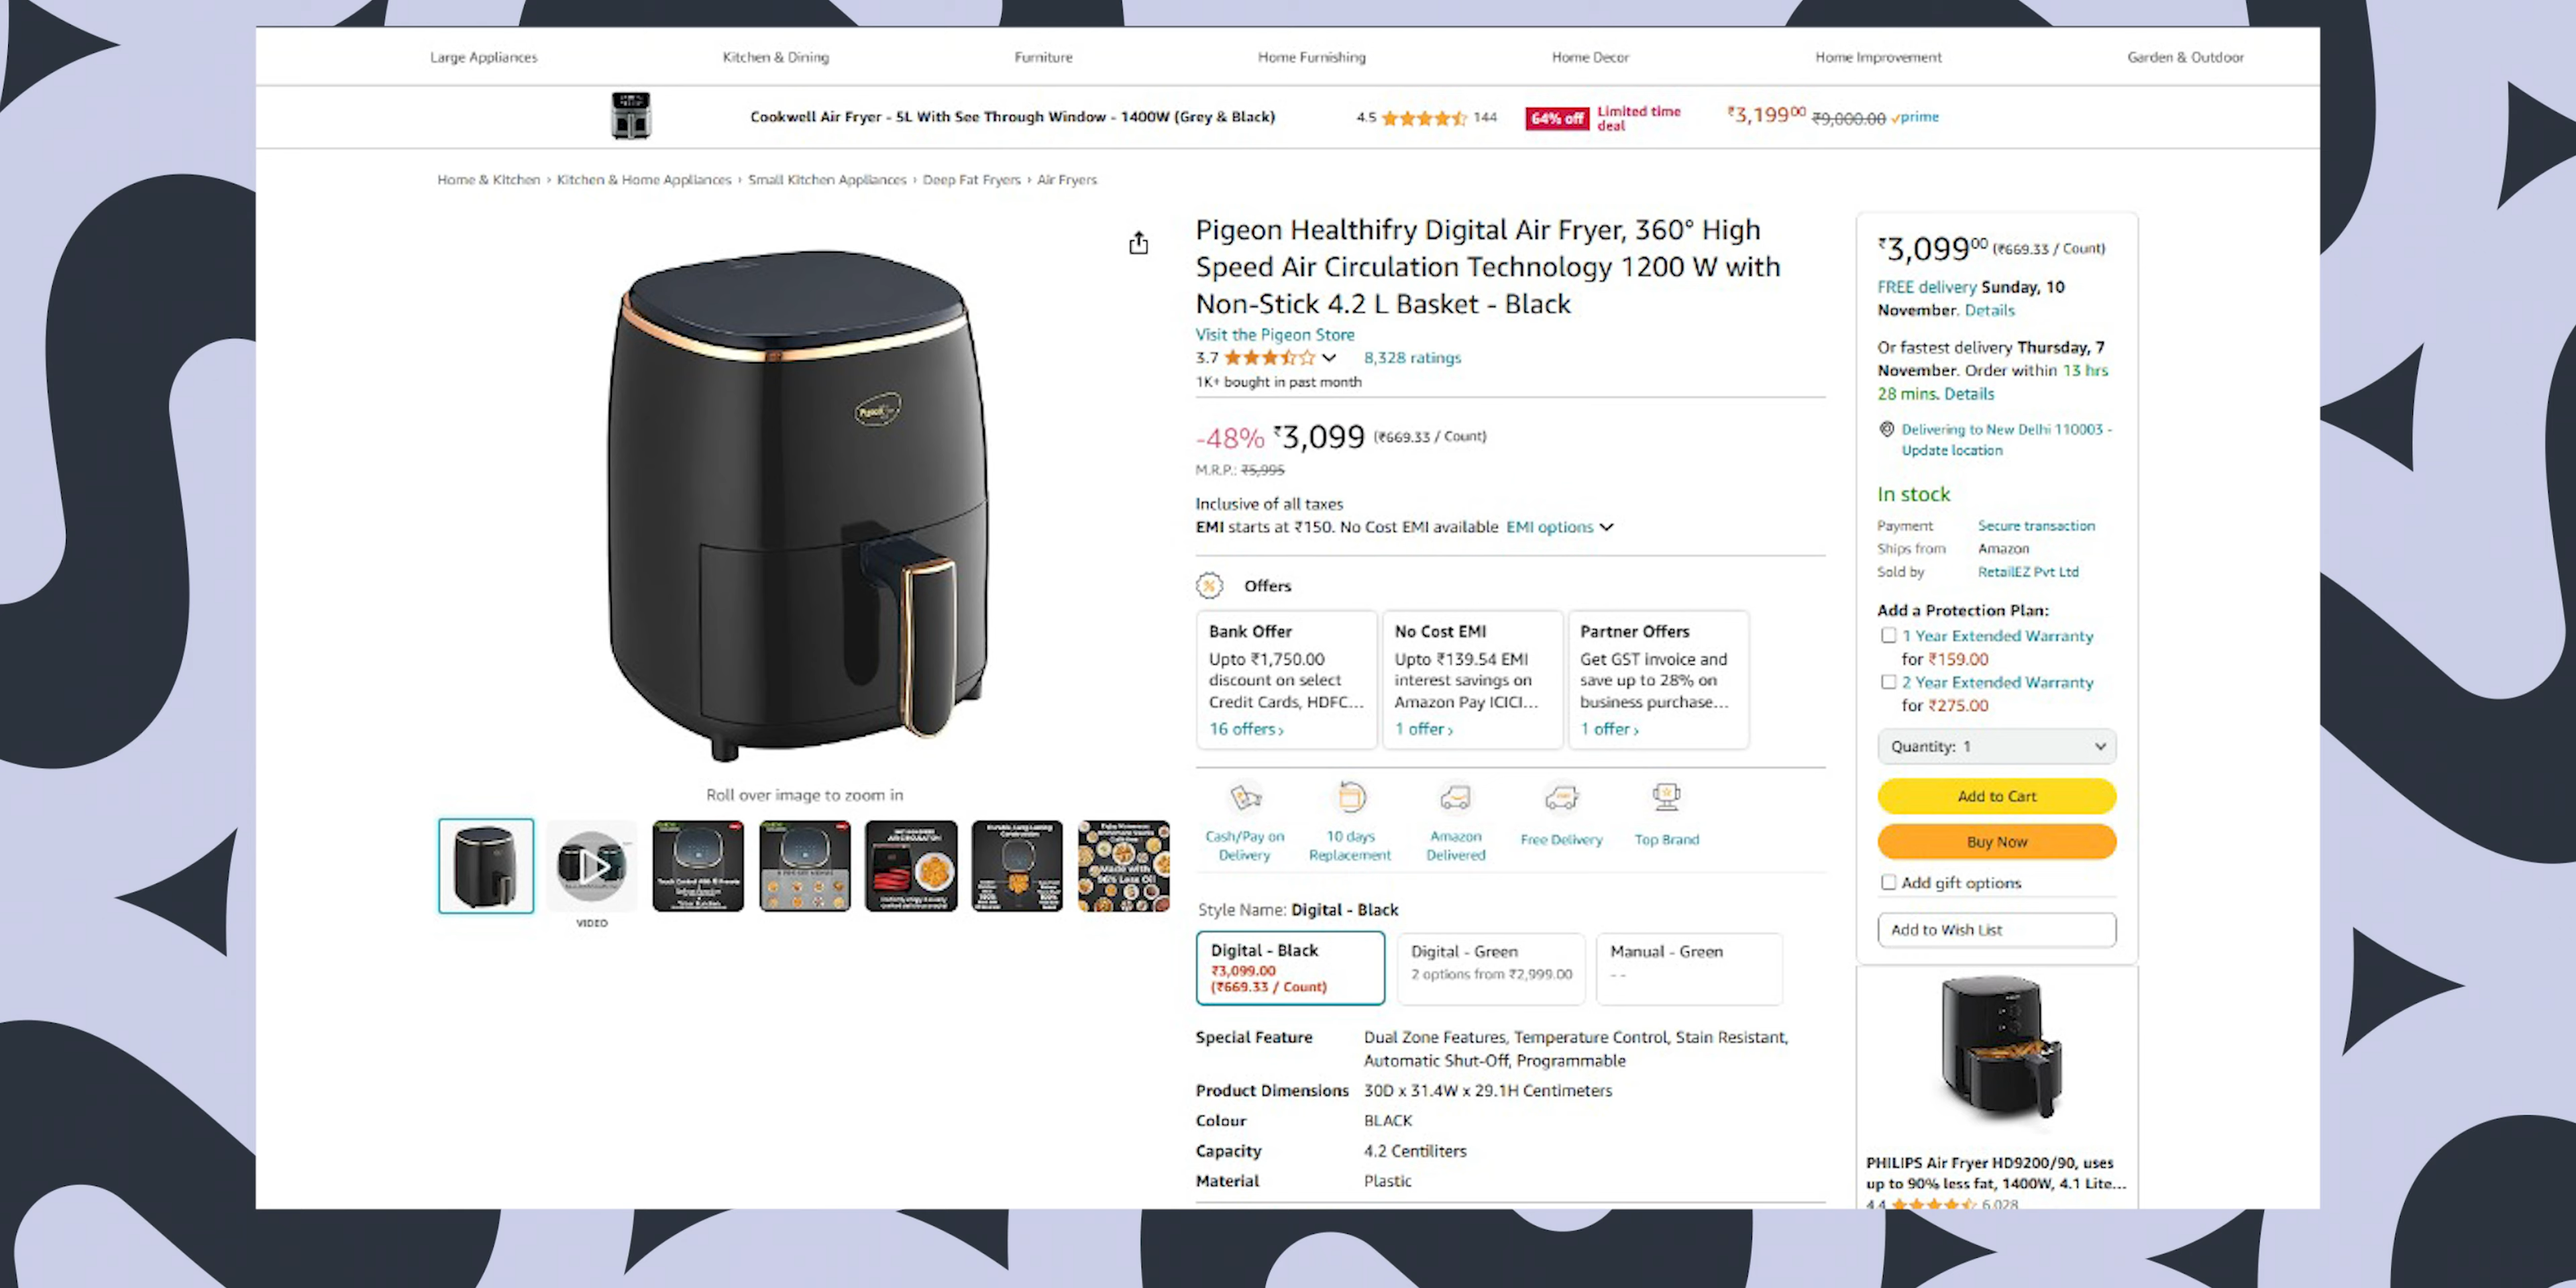 Large Appliances
Kitchen & Dining
Furniture
Home Furnishing
Home Decor
Home Improvement
Garden & Outdoor
Cookwell Air Fryer - 5L With See Through Window - 1400W (Grey & Black)
4.5
144
64% off
Limited time
deal
₹3,199⁰⁰ ₹9,000.00 prime
Home & Kitchen › Kitchen & Home Appliances › Small Kitchen Appliances › Deep Fat Fryers › Air Fryers
Pigeon
Roll over image to zoom in
VIDEO
Pigeon Healthifry Digital Air Fryer, 360° High
Speed Air Circulation Technology 1200 W with
Non-Stick 4.2 L Basket - Black
Visit the Pigeon Store
3.7
8,328 ratings
1K+ bought in past month
-48% ₹3,099 (₹669.33 / Count)
M.R.P.: ₹5,995
Inclusive of all taxes
EMI starts at ₹150. No Cost EMI available EMI options
Offers
Bank Offer
Upto ₹1,750.00
discount on select
Credit Cards, HDFC...
16 offers ›
No Cost EMI
Upto ₹139.54 EMI
interest savings on
Amazon Pay ICICI...
1 offer ›
Partner Offers
Get GST invoice and
save up to 28% on
business purchase...
1 offer ›
Cash/Pay on
Delivery
10 days
Replacement
Amazon
Delivered
Free Delivery
Top Brand
Style Name: Digital - Black
Digital - Black
₹3,099.00
(₹669.33 / Count)
Digital - Green
2 options from ₹2,999.00
Manual - Green
- -
Special Feature Dual Zone Features, Temperature Control, Stain Resistant,
Automatic Shut-Off, Programmable
Product Dimensions 30D x 31.4W x 29.1H Centimeters
Colour BLACK
Capacity 4.2 Centiliters
Material Plastic
₹3,099⁰⁰ (₹669.33 / Count)
FREE delivery Sunday, 10
November. Details
Or fastest delivery Thursday, 7
November. Order within 13 hrs
28 mins. Details
Delivering to New Delhi 110003 -
Update location
In stock
Payment Secure transaction
Ships from Amazon
Sold by RetailEZ Pvt Ltd
Add a Protection Plan:
1 Year Extended Warranty
for ₹159.00
2 Year Extended Warranty
for ₹275.00
Quantity: 1
Add to Cart
Buy Now
Add gift options
Add to Wish List
PHILIPS Air Fryer HD9200/90, uses
up to 90% less fat, 1400W, 4.1 Lite...
4.4 6,028